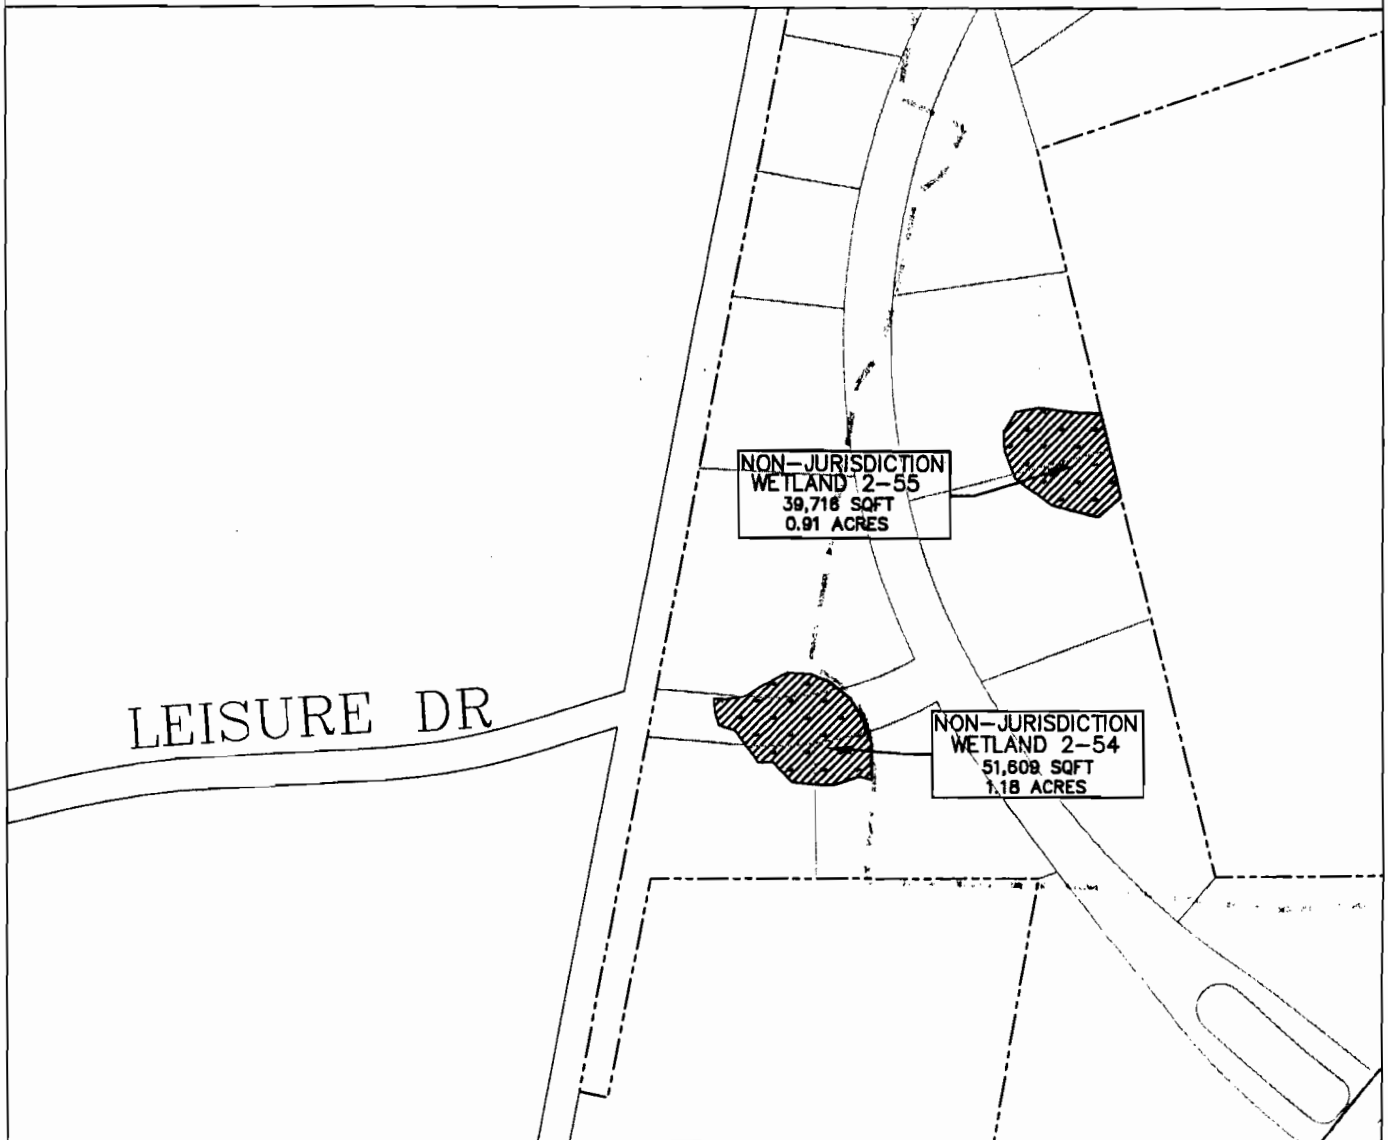 NON-JURISDICTION
WETLAND 2-55
39,716 SQFT
0.91 ACRES
LEISURE DR
NON-JURISDICTION
WETLAND 2-54
51,609 SQFT
1.18 ACRES